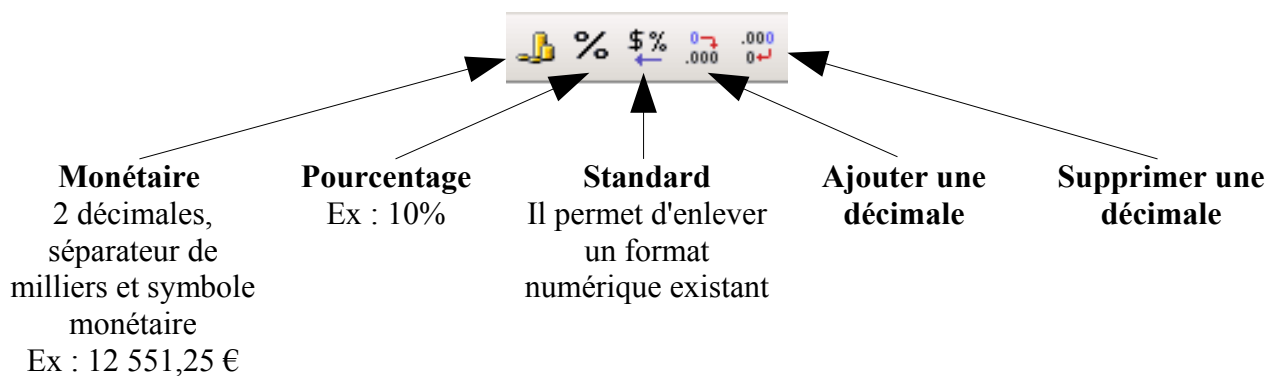 % $% 0 .000 .000 0
Monétaire
2 décimales,
séparateur de
milliers et symbole
monétaire
Ex : 12 551,25 €
Pourcentage
Ex : 10%
Standard
Il permet d'enlever
un format
numérique existant
Ajouter une
décimale
Supprimer une
décimale